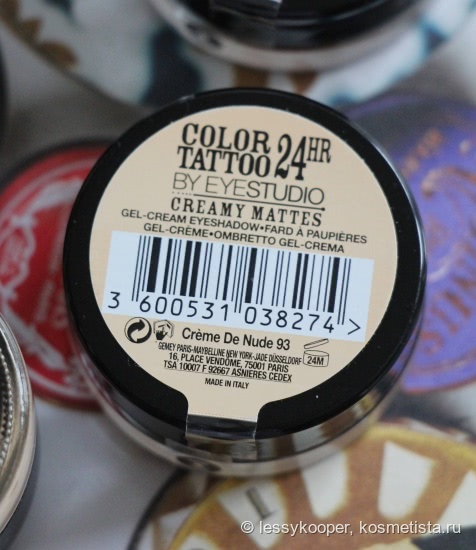 COLOR
TATTOO 24HR
BY EYESTUDIO
CREAMY MATTES
GEL-CREAM EYESHADOW•FARD À PAUPIÈRES
GEL-CRÈME•OMBRETTO GEL-CREMA
3 600531 038274 >
Crème De Nude 93
GEMEY PARIS-MAYBELLINE NEW YORK-JADE DÜSSELDORF
16, PLACE VENDÔME, 75001 PARIS
TSA 10007 F 92667 ASNIERES CEDEX
24M
MADE IN ITALY
© lessykooper, kosmetista.ru